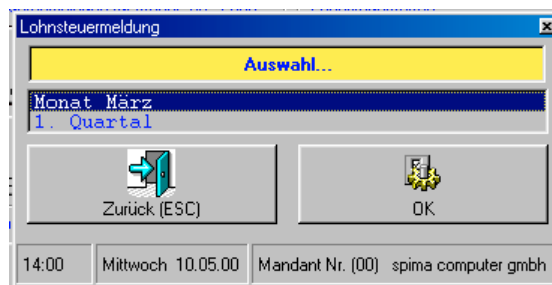 Lohnsteuermeldung
Auswahl...
Monat März
1. Quartal
Zurück (ESC)
OK
14:00 Mittwoch 10.05.00 Mandant Nr. (00) spima computer gmbh